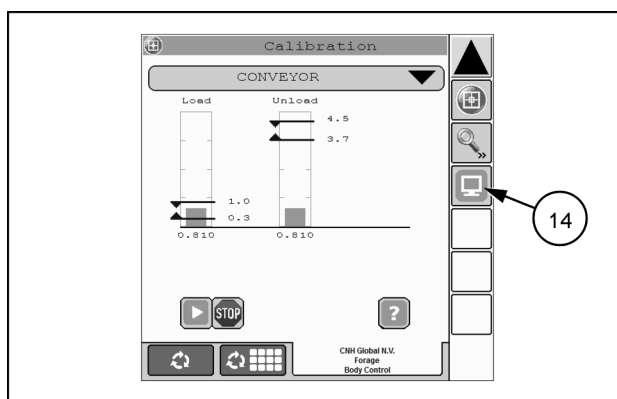 Calibration
CONVEYOR
Load Unload
4.5
3.7
1.0
0.3
0.810 0.810
STOP
?
CNH Global N.V.
Forage
Body Control
»
14